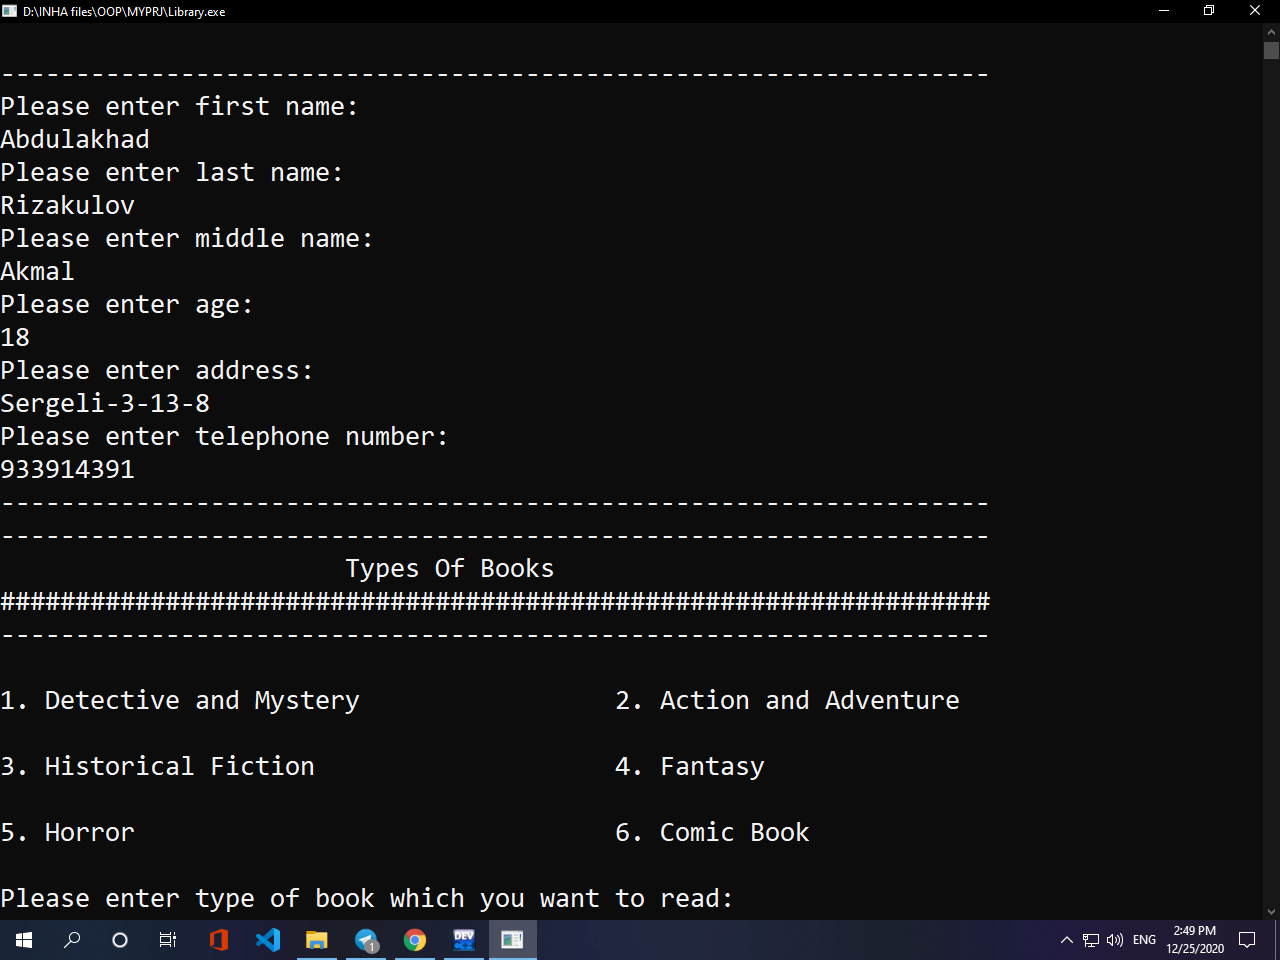 D:\INHA files\OOP\MYPRJ\Library.exe
------------------------------------------------------------------
Please enter first name:
Abdulakhad
Please enter last name:
Rizakulov
Please enter middle name:
Akmal
Please enter age:
18
Please enter address:
Sergeli-3-13-8
Please enter telephone number:
933914391
------------------------------------------------------------------
------------------------------------------------------------------
Types Of Books
##################################################################
------------------------------------------------------------------
1. Detective and Mystery 2. Action and Adventure
3. Historical Fiction 4. Fantasy
5. Horror 6. Comic Book
Please enter type of book which you want to read:
1
DEV
ENG
2:49 PM
12/25/2020